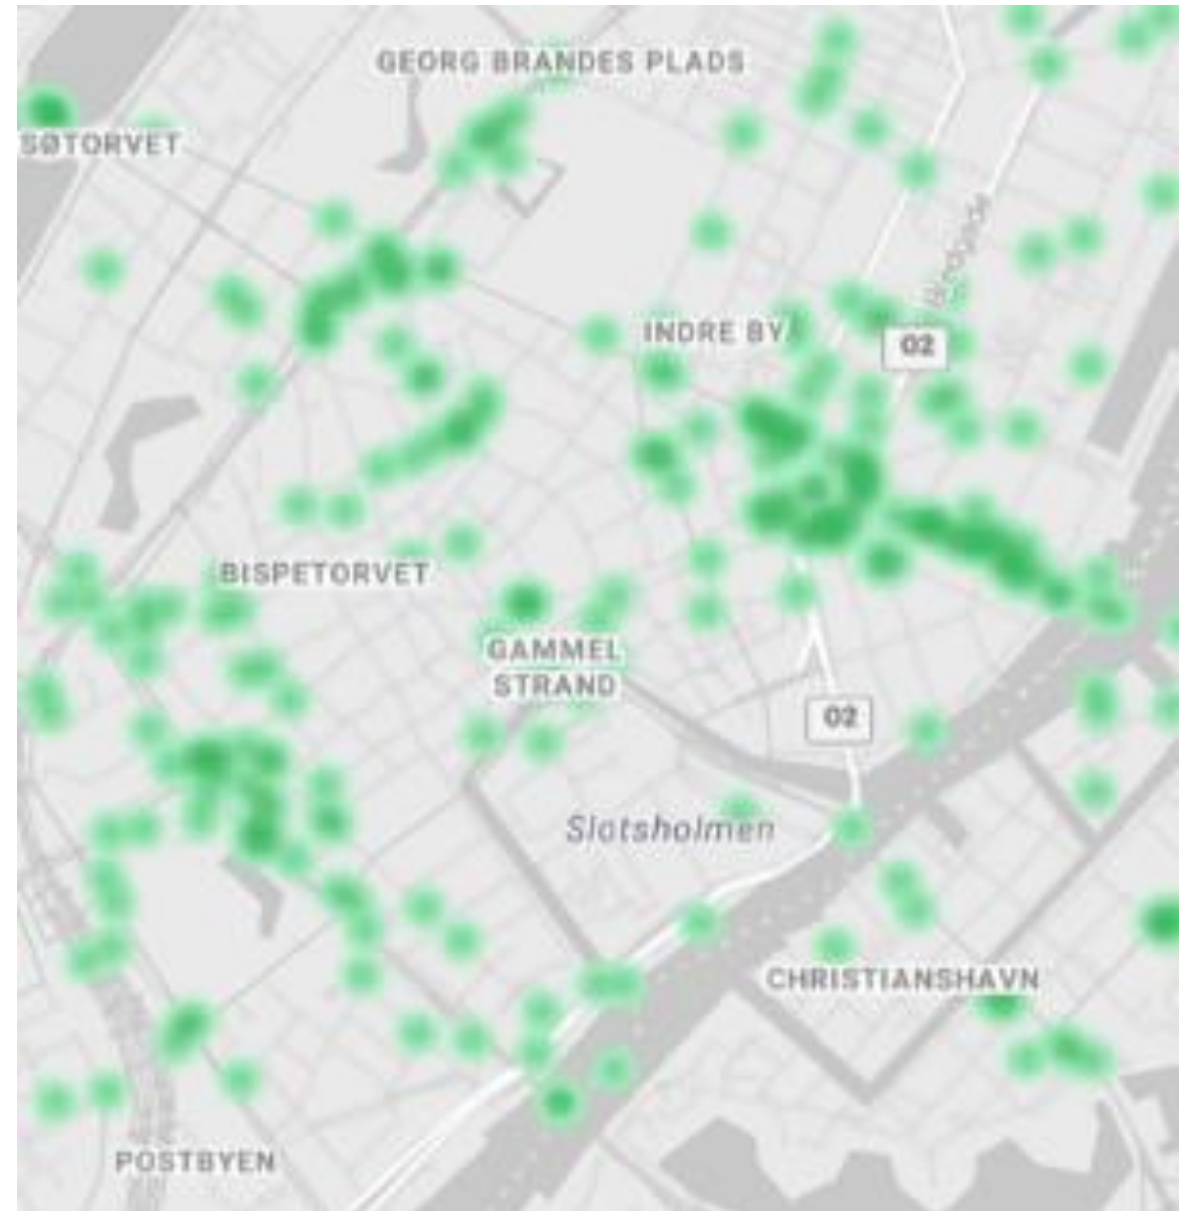 GEORG BRANDES PLADS
SØTORVET
INDRE BY
02
BISPETORVET
GAMMEL
STRAND
02
Slotsholmen
CHRISTIANSHAVN
POSTBYEN